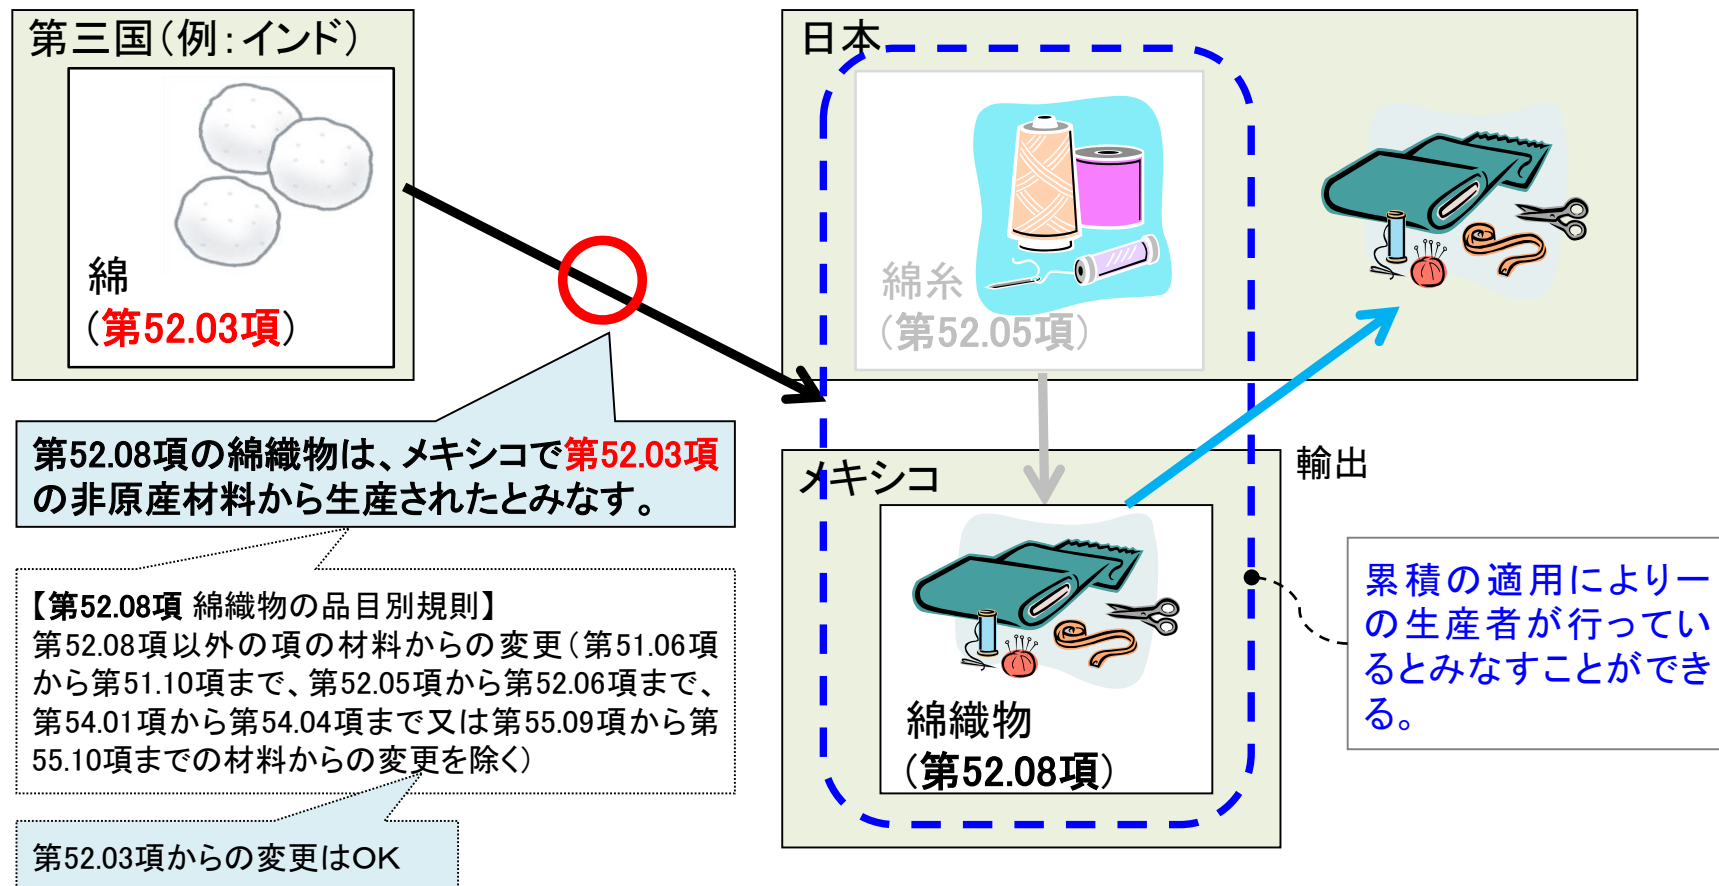 第三国(例:インド)
綿
(第52.03項)
日本
綿糸
(第52.05項)
第52.08項の綿織物は、メキシコで第52.03項
の非原産材料から生産されたとみなす。
【第52.08項 綿織物の品目別規則】
第52.08項以外の項の材料からの変更(第51.06項
から第51.10項まで、第52.05項から第52.06項まで、
第54.01項から第54.04項まで又は第55.09項から第
55.10項までの材料からの変更を除く)
第52.03項からの変更はOK
メキシコ
綿織物
(第52.08項)
輸出
累積の適用により一
の生産者が行ってい
るとみなすことができ
る。